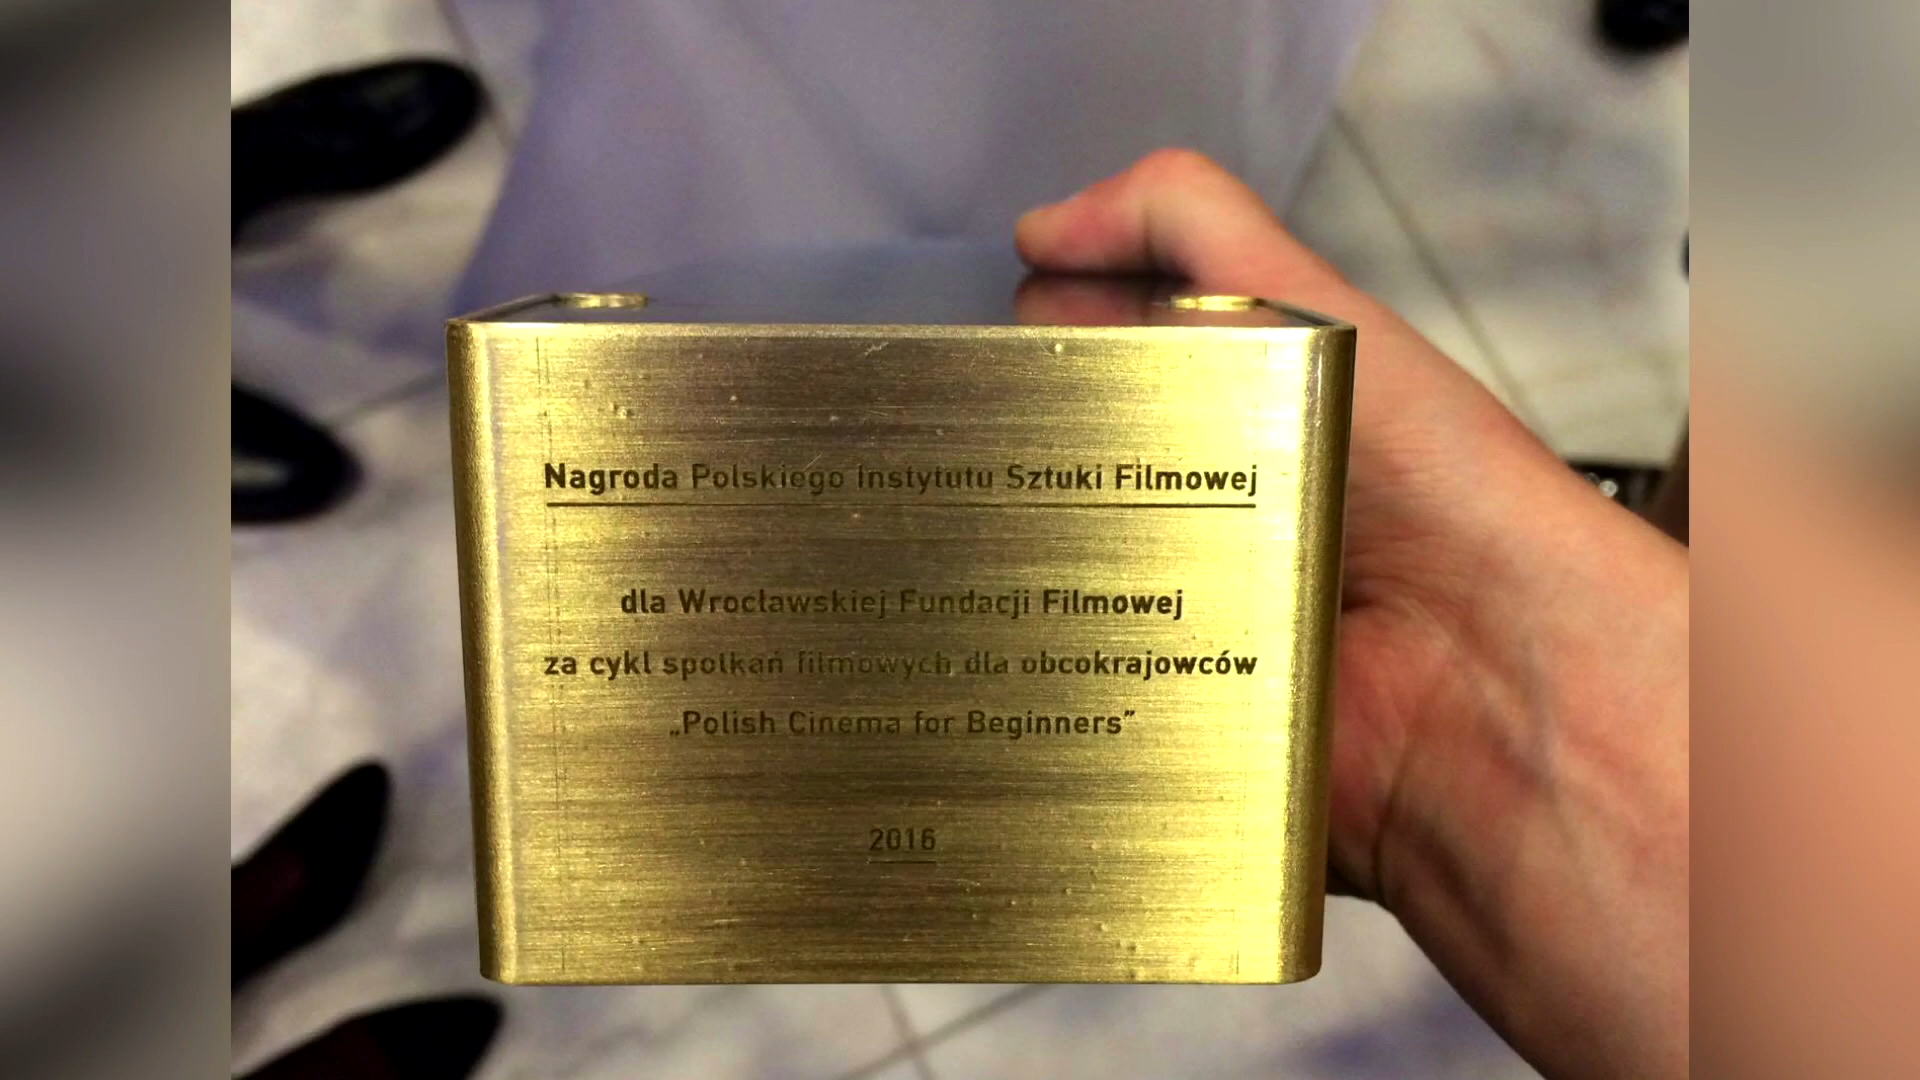 Nagroda Polskiego Instytutu Sztuki Filmowej
dla Wrocławskiej Fundacji Filmowej
za cykl spotkań filmowych dla obcokrajowców
„Polish Cinema for Beginners”
2016